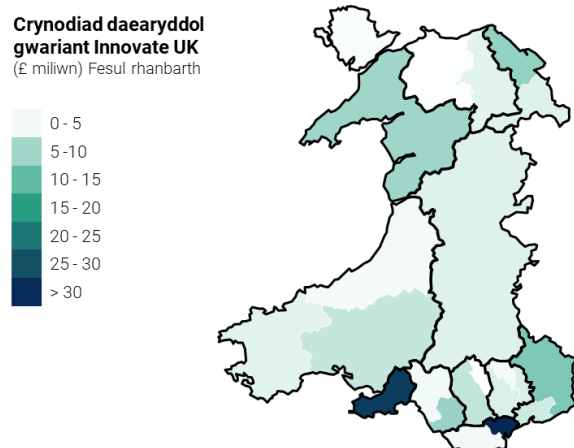 Crynodiad daearyddol
gwariant Innovate UK
(£ miliwn) Fesul rhanbarth
0 - 5
5-10
10 - 15
15 - 20
20 - 25
25 - 30
> 30